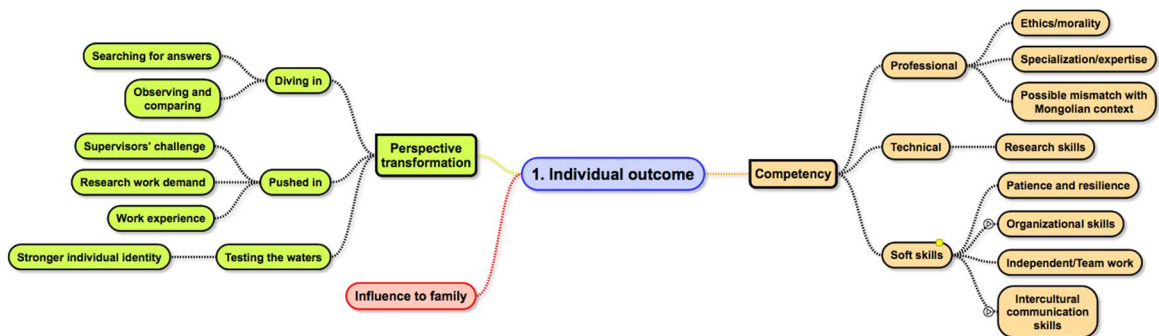 Searching for answers
Observing and
comparing
Diving in
Supervisors' challenge
Research work demand
Work experience
Pushed in
Stronger individual identity
Testing the waters
Perspective
transformation
Influence to family
1. Individual outcome
Competency
Professional
Ethics/morality
Specialization/expertise
Possible mismatch with
Mongolian context
Technical
Research skills
Soft skills
Patience and resilience
Organizational skills
Independent/Team work
Intercultural
communication
skills